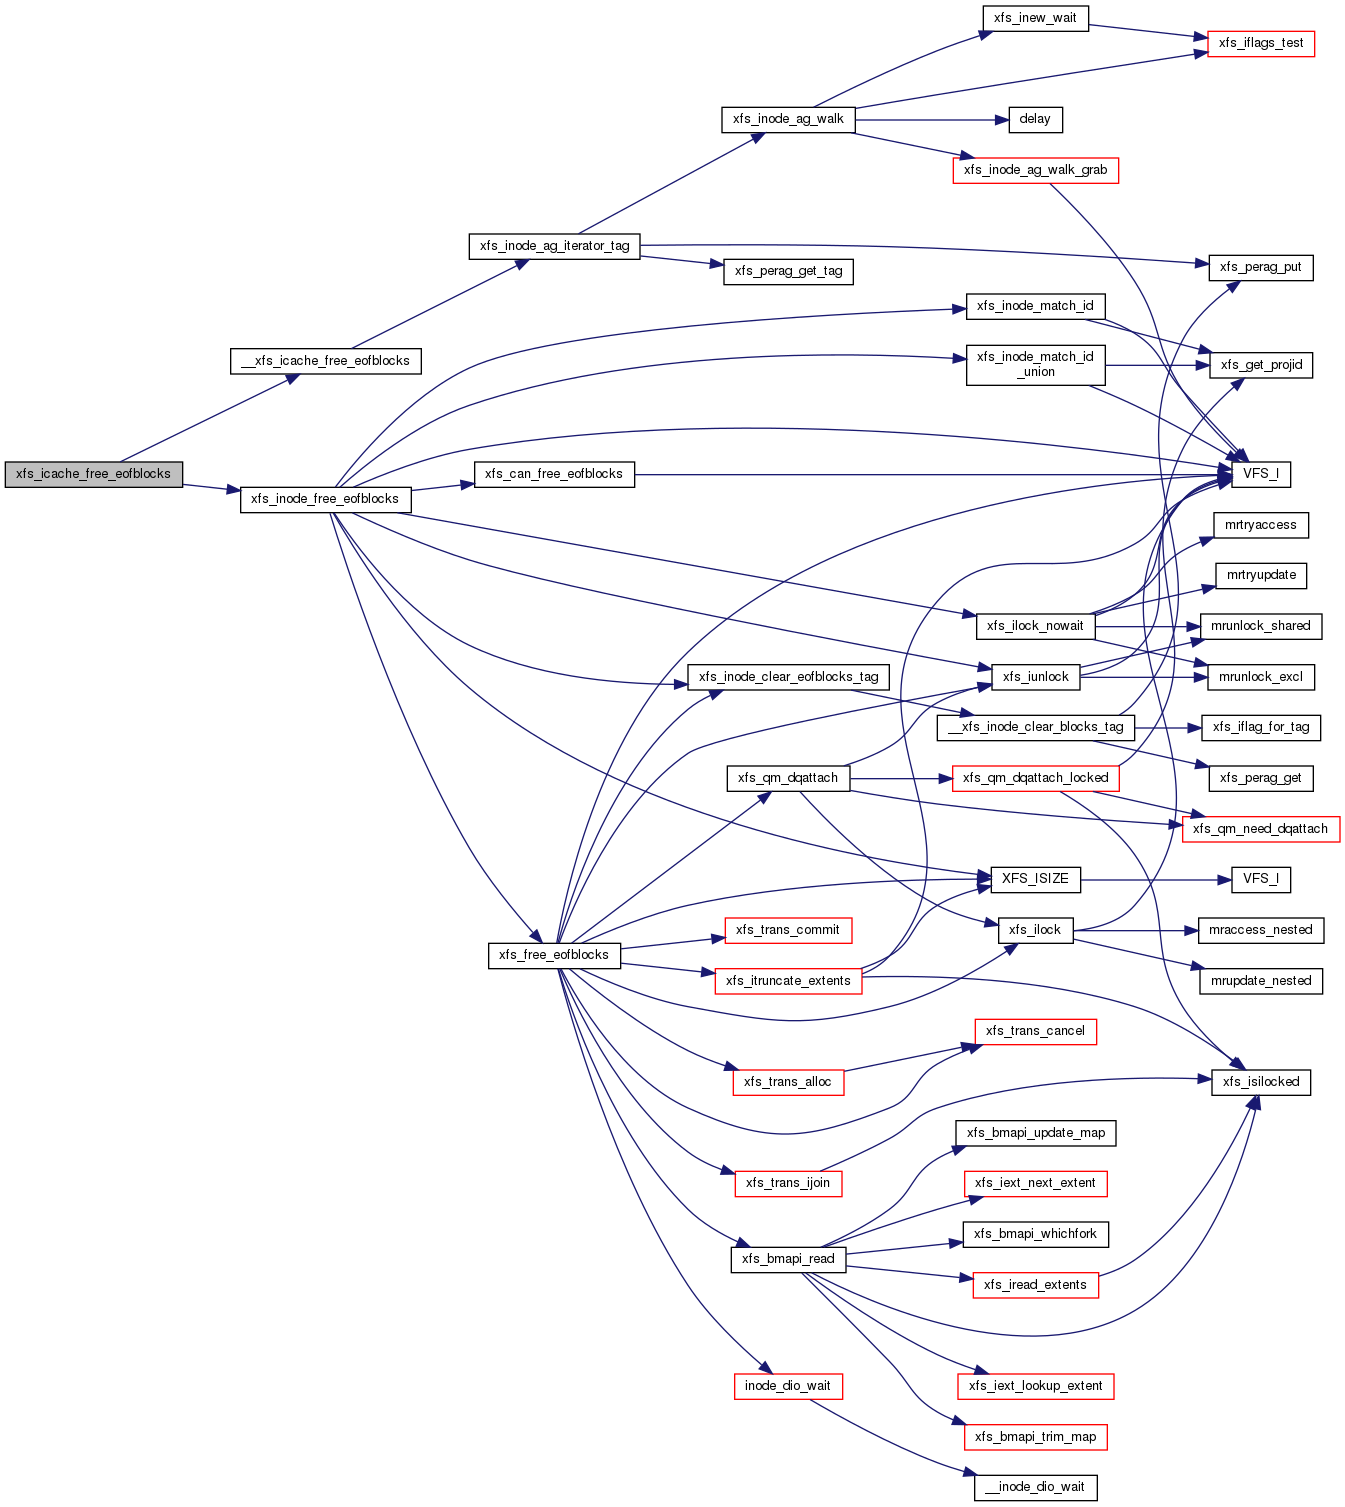 xfs_inew_wait
xfs_iflags_test
xfs_inode_ag_walk
delay
xfs_inode_ag_walk_grab
xfs_inode_ag_iterator_tag
xfs_perag_get_tag
xfs_perag_put
xfs_inode_match_id
__xfs_icache_free_eofblocks
xfs_inode_match_id
_union
xfs_get_projid
xfs_icache_free_eofblocks
xfs_inode_free_eofblocks
xfs_can_free_eofblocks
VFS_I
mrtryaccess
mrtryupdate
xfs_ilock_nowait
mrunlock_shared
xfs_inode_clear_eofblocks_tag
xfs_iunlock
mrunlock_excl
__xfs_inode_clear_blocks_tag
xfs_iflag_for_tag
xfs_qm_dqattach
xfs_qm_dqattach_locked
xfs_perag_get
xfs_qm_need_dqattach
XFS_ISIZE
VFS_I
xfs_free_eofblocks
xfs_trans_commit
xfs_ilock
mraccess_nested
xfs_itruncate_extents
mrupdate_nested
xfs_trans_cancel
xfs_trans_alloc
xfs_isilocked
xfs_bmapi_update_map
xfs_trans_ijoin
xfs_iext_next_extent
xfs_bmapi_whichfork
xfs_bmapi_read
xfs_iread_extents
inode_dio_wait
xfs_iext_lookup_extent
xfs_bmapi_trim_map
__inode_dio_wait